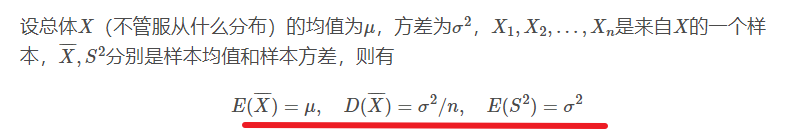 设总体X（不管服从什么分布）的均值为μ，方差为σ²，X₁, X₂, . . . , Xₙ是来自X的一个样
本，X̅, S²分别是样本均值和样本方差，则有
E(X̅) = μ,   D(X̅) = σ²/n,   E(S²) = σ²